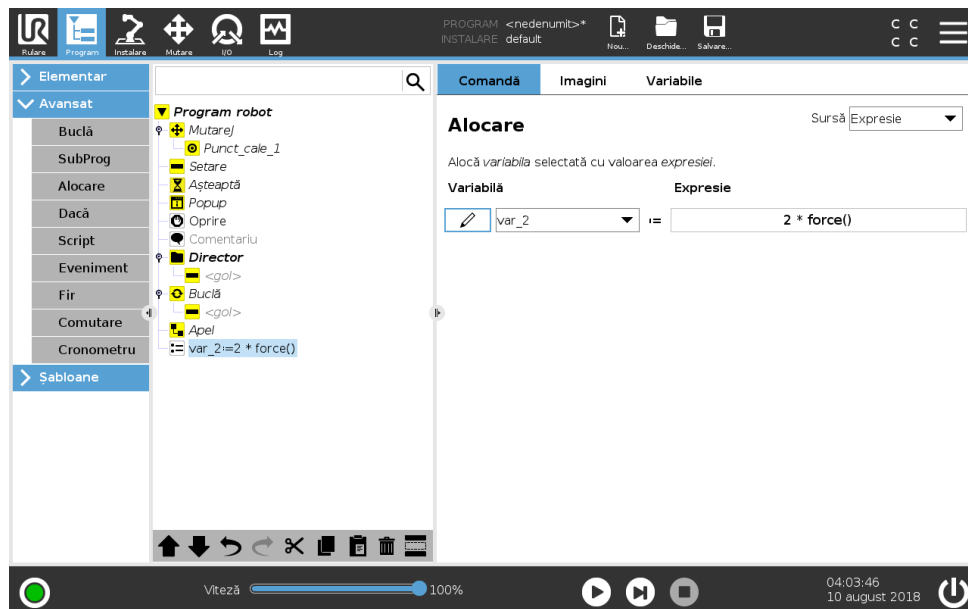 Rulare
Program
Instalare
Mutare
I/O
Log
PROGRAM <nedenumit>*
INSTALARE default
Nou...
Deschide...
Salvare...
C C
C C
Elementar
Avansat
Buclă
SubProg
Alocare
Dacă
Script
Eveniment
Fir
Comutare
Cronometru
Șabloane
Program robot
MutareJ
Punct_cale_1
Setare
Așteaptă
Popup
Oprire
Comentariu
Director
<gol>
Buclă
<gol>
Apel
var_2:=2 * force()
Comandă
Imagini
Variabile
Alocare
Sursă Expresie
Alocă variabila selectată cu valoarea expresiei.
Variabilă Expresie
var_2 := 2 * force()
Viteză 100%
04:03:46
10 august 2018